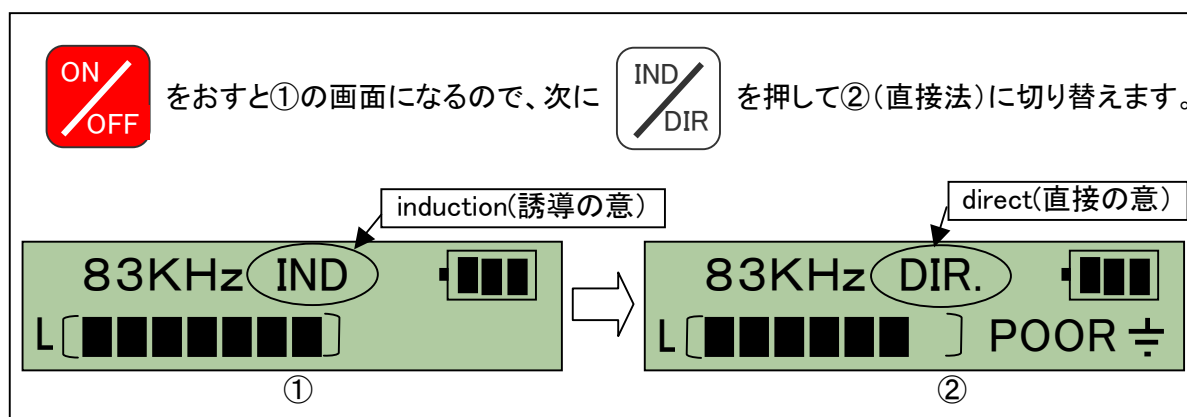 ON/OFF をおすと①の画面になるので、次に IND/DIR を押して②(直接法)に切り替えます。
induction(誘導の意) direct(直接の意)
83KHz IND 83KHz DIR.
L[ ] L[ ] POOR
① ②